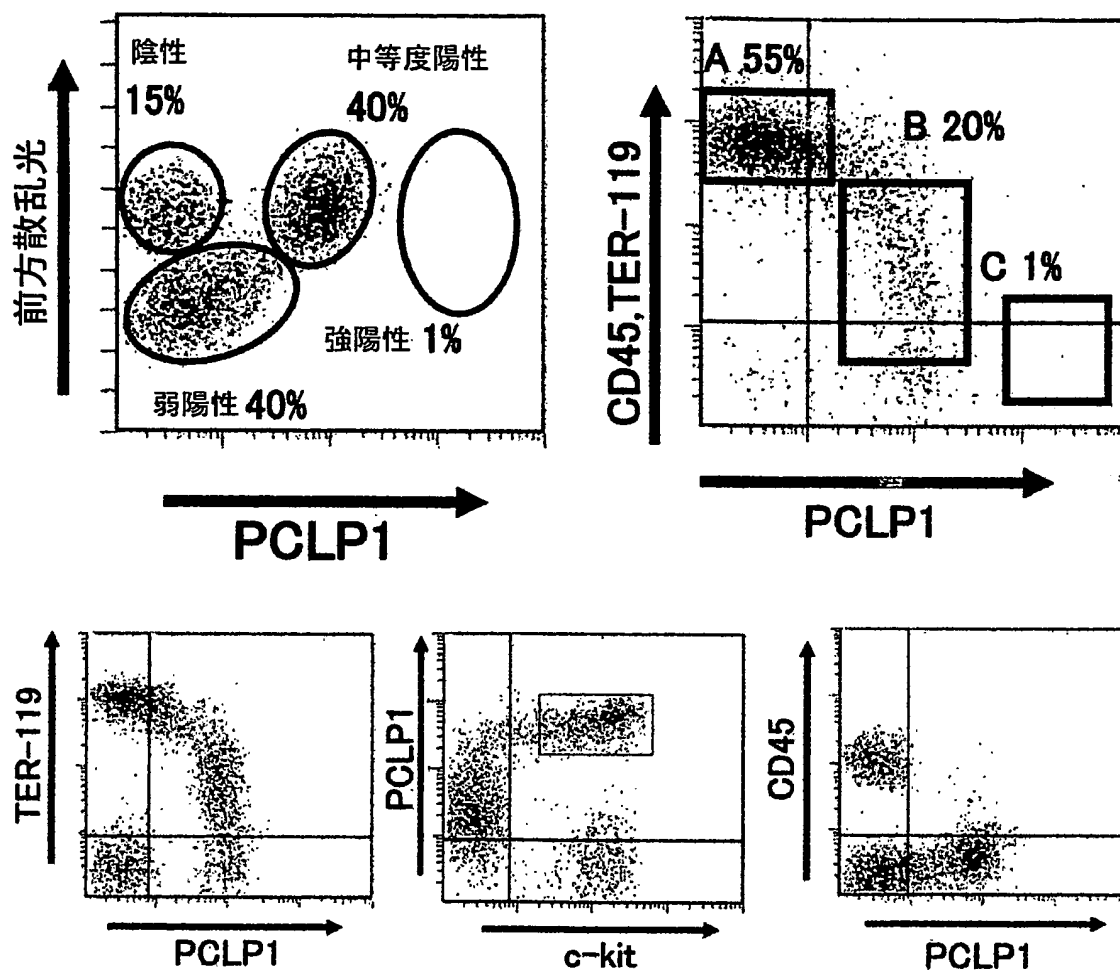 陰性
15%
中等度陽性
40%
強陽性 1%
弱陽性 40%
前方散乱光
PCLP1
A 55%
B 20%
C 1%
CD45,TER-119
PCLP1
TER-119
PCLP1
PCLP1
c-kit
CD45
PCLP1